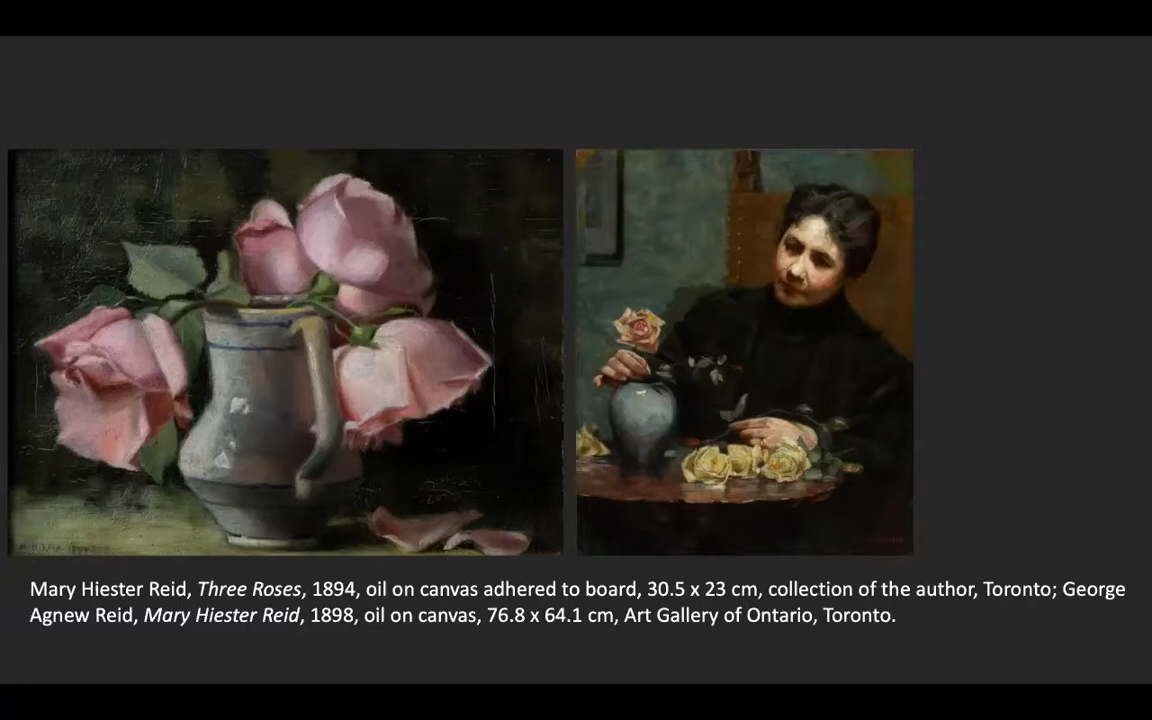 Mary Hiester Reid, Three Roses, 1894, oil on canvas adhered to board, 30.5 x 23 cm, collection of the author, Toronto; George
Agnew Reid, Mary Hiester Reid, 1898, oil on canvas, 76.8 x 64.1 cm, Art Gallery of Ontario, Toronto.